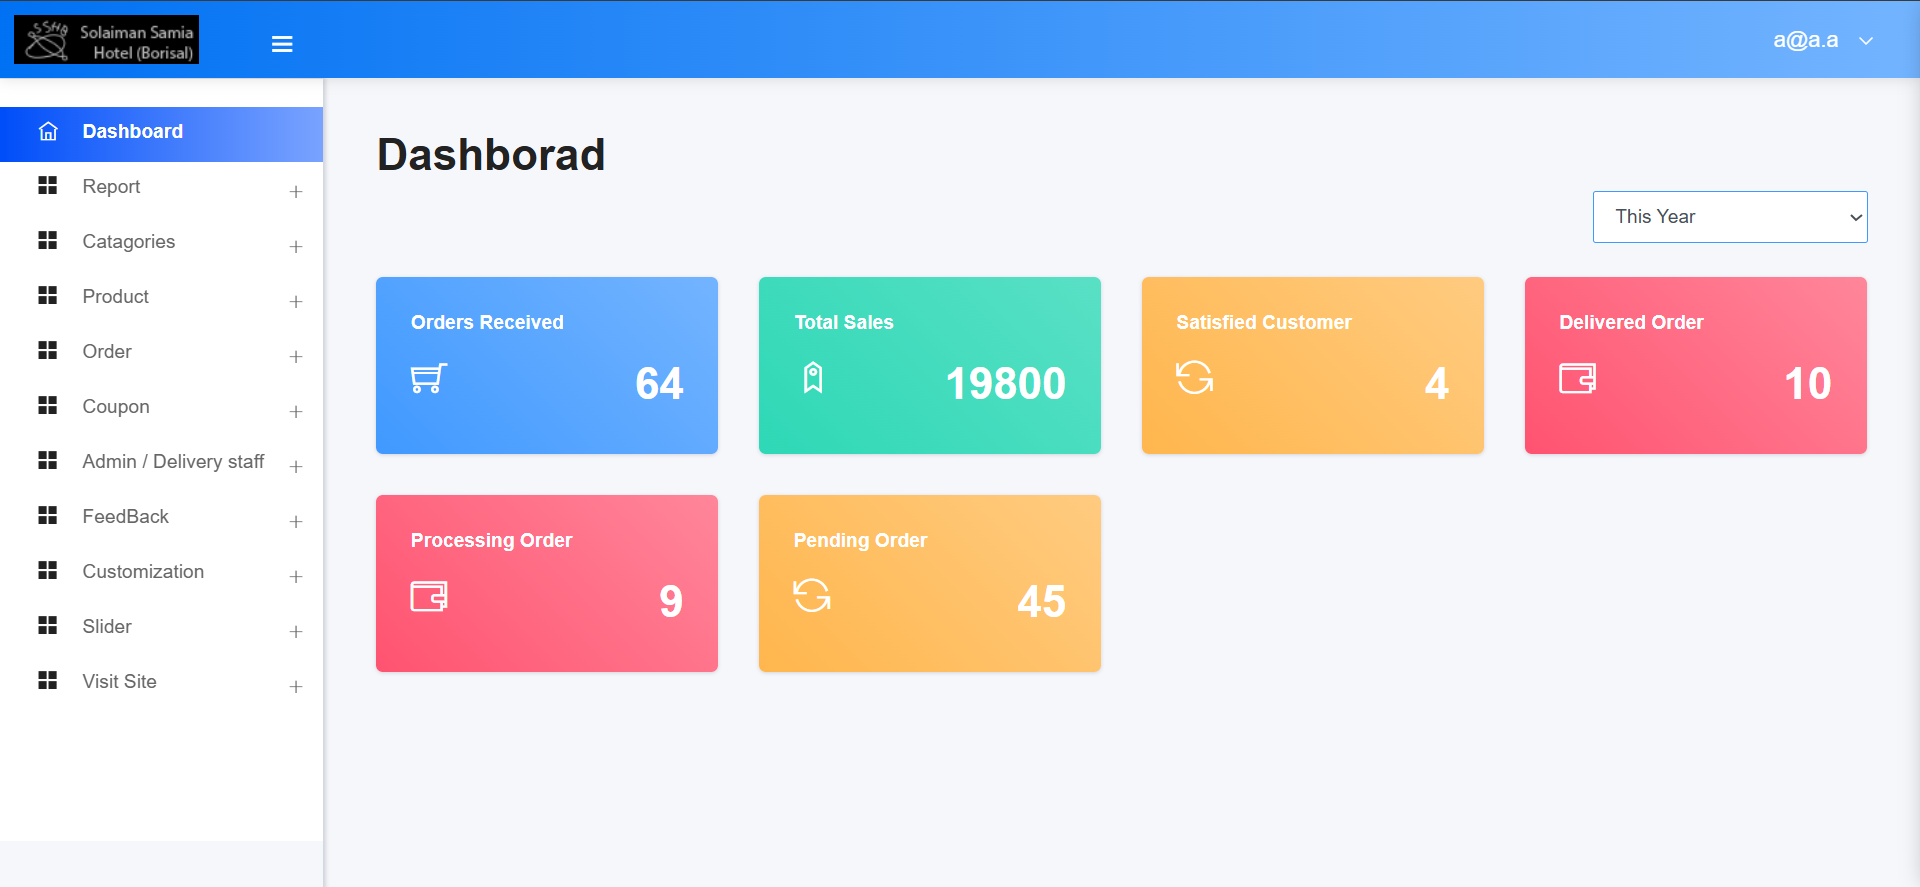 SSHB
Solaiman Samia
Hotel (Borisal)
a@a.a
Dashboard
Report
Catagories
Product
Order
Coupon
Admin / Delivery staff
FeedBack
Customization
Slider
Visit Site
Dashborad
This Year
Orders Received
64
Total Sales
19800
Satisfied Customer
4
Delivered Order
10
Processing Order
9
Pending Order
45